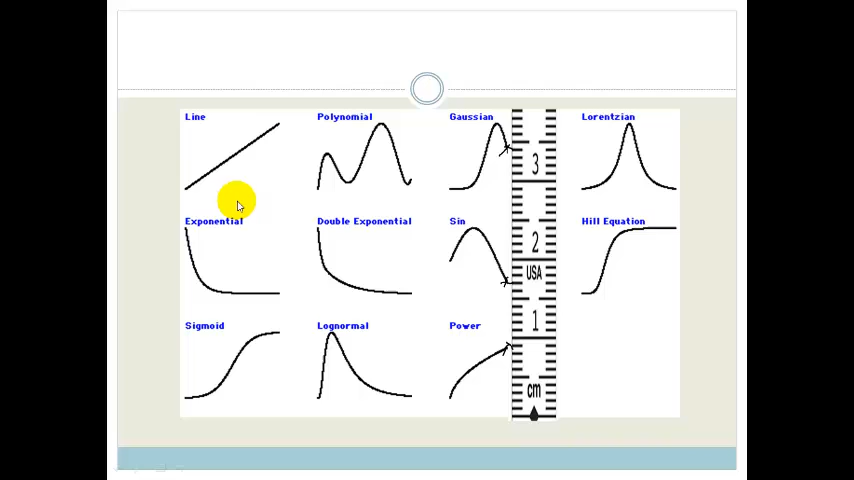 Line
Polynomial
Gaussian
Lorentzian
3
Exponential
Double Exponential
Sin
Hill Equation
2
USA
1
Sigmoid
Lognormal
Power
cm